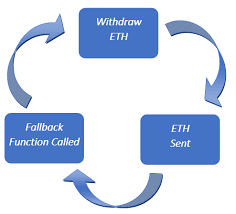 Withdraw
ETH
ETH
Sent
Fallback
Function Called